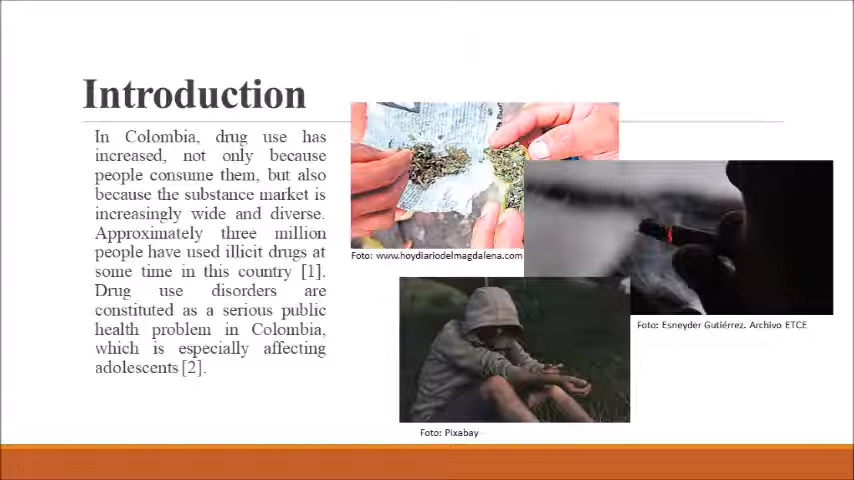 Introduction
In Colombia, drug use has
increased, not only because
people consume them, but also
because the substance market is
increasingly wide and diverse.
Approximately three million
people have used illicit drugs at
some time in this country [1].
Drug use disorders are
constituted as a serious public
health problem in Colombia,
which is especially affecting
adolescents [2].
Foto: www.hoydiariodelmagdalena.com
Foto: Esneyder Gutiérrez. Archivo ETCE
Foto: Pixabay